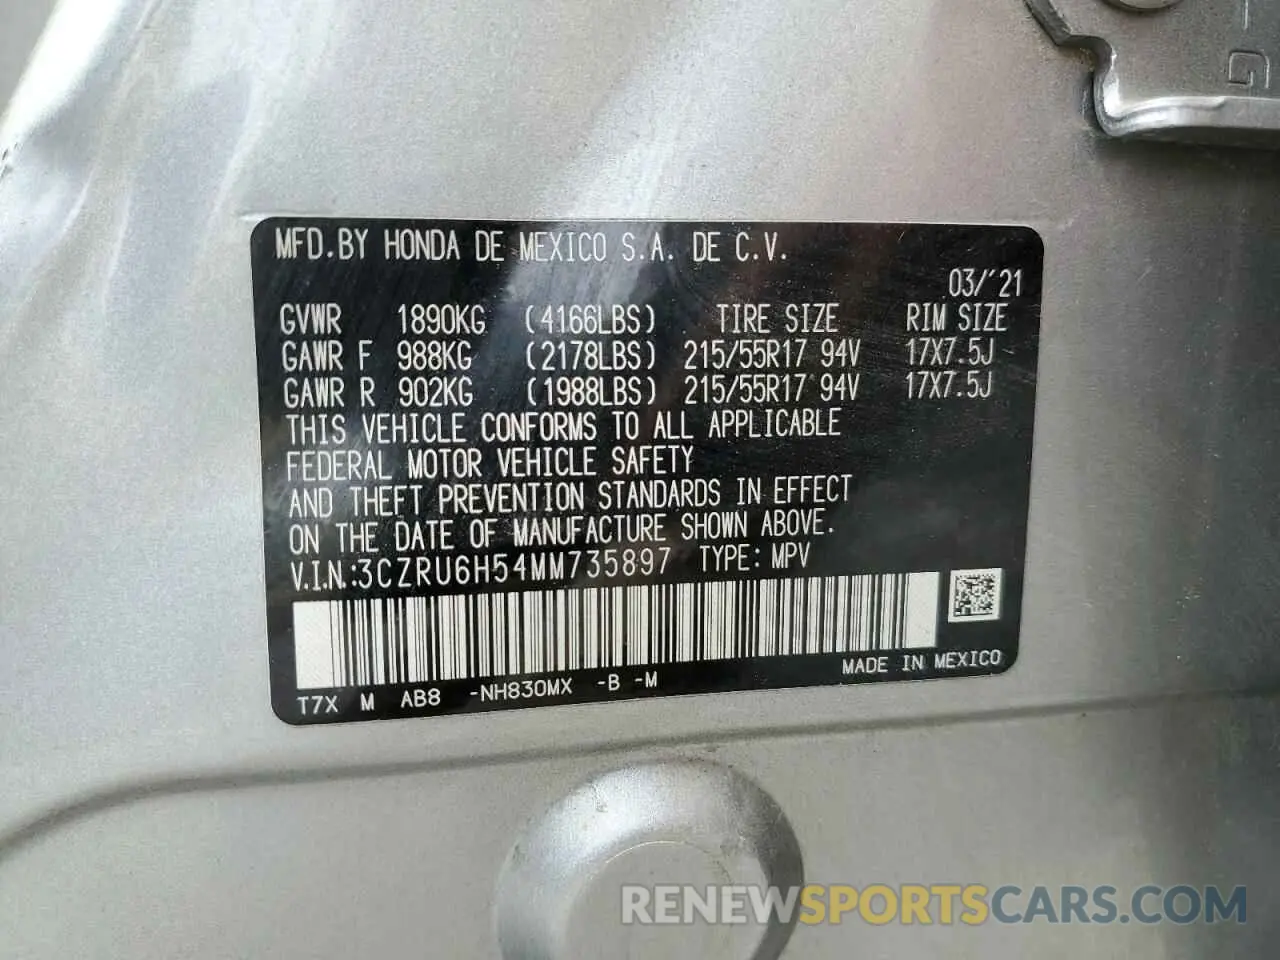 G
MFD.BY HONDA DE MEXICO S.A. DE C.V.
03/'21
GVWR 1890KG (4166LBS) TIRE SIZE RIM SIZE
GAWR F 988KG (2178LBS) 215/55R17 94V 17X7.5J
GAWR R 902KG (1988LBS) 215/55R17 94V 17X7.5J
THIS VEHICLE CONFORMS TO ALL APPLICABLE
FEDERAL MOTOR VEHICLE SAFETY
AND THEFT PREVENTION STANDARDS IN EFFECT
ON THE DATE OF MANUFACTURE SHOWN ABOVE.
V.I.N.:3CZRU6H54MM735897 TYPE: MPV
MADE IN MEXICO
T7X M AB8 -NH830MX -B -M
RENEWSPORTSCARS.COM